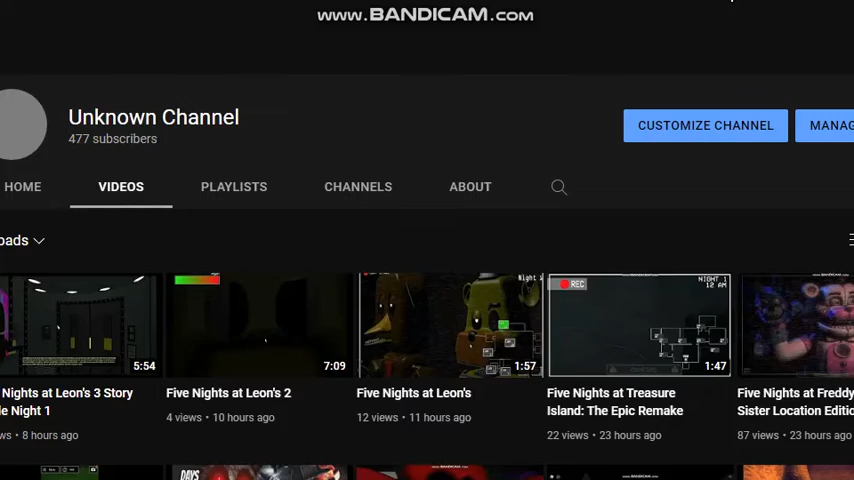 www.BANDICAM.com
Unknown Channel
477 subscribers
CUSTOMIZE CHANNEL
MANAG
HOME
VIDEOS
PLAYLISTS
CHANNELS
ABOUT
oads
5:54
7:09
Night 1
1:57
REC
NIGHT 1
12 AM
1:47
Nights at Leon's 3 Story
le Night 1
ws • 8 hours ago
Five Nights at Leon's 2
4 views • 10 hours ago
Five Nights at Leon's
12 views • 11 hours ago
Five Nights at Treasure
Island: The Epic Remake
22 views • 23 hours ago
Five Nights at Freddy
Sister Location Editio
87 views • 23 hours ago
DAYS